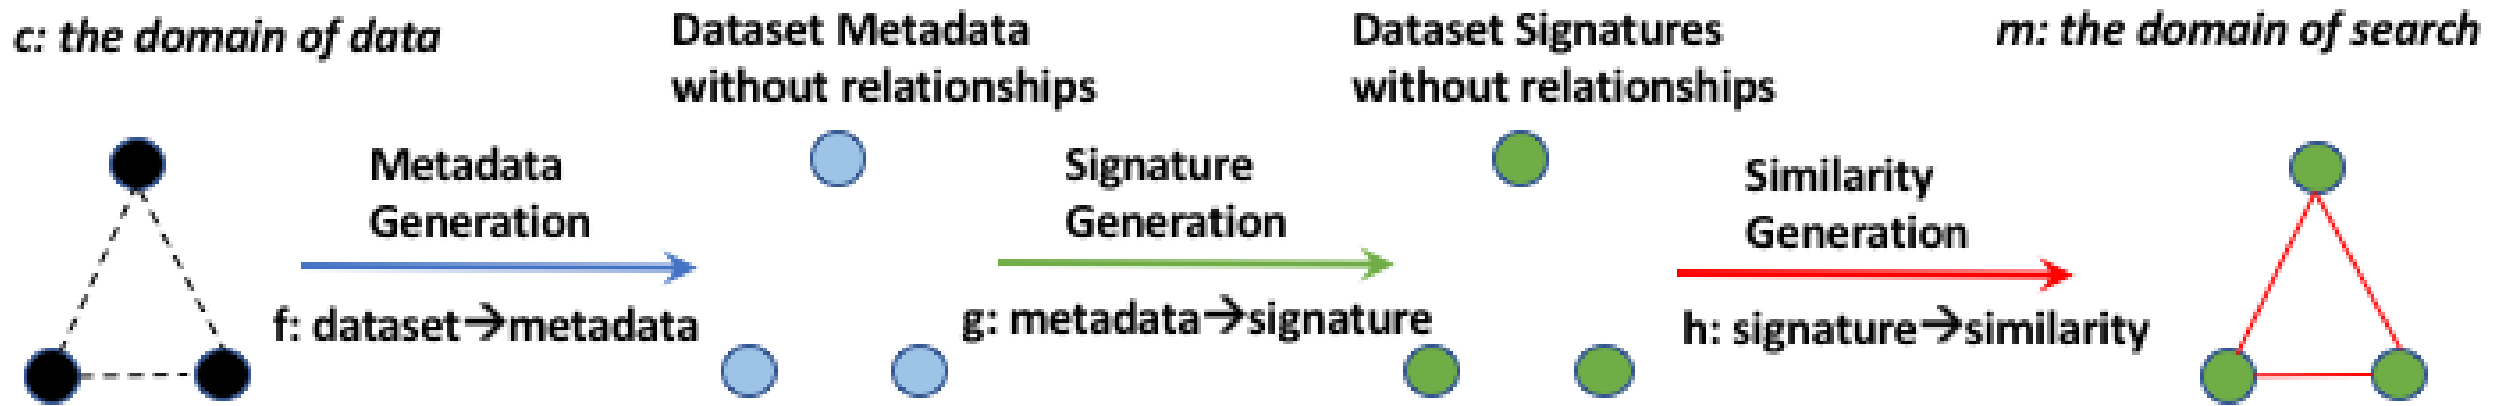 c: the domain of data
Dataset Metadata
without relationships
Dataset Signatures
without relationships
m: the domain of search
Metadata
Generation
f: dataset→metadata
Signature
Generation
g: metadata→signature
Similarity
Generation
h: signature→similarity